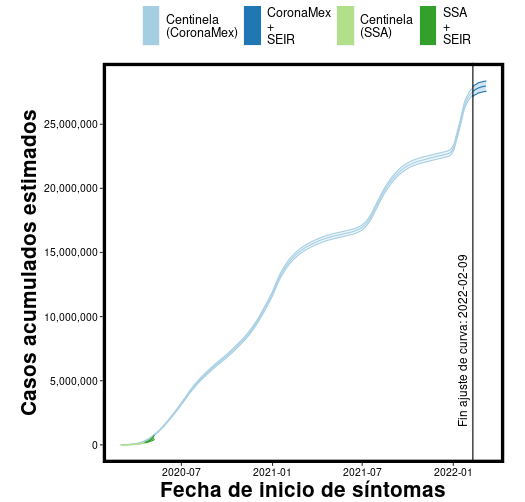 Centinela
(CoronaMex)
CoronaMex
+
SEIR
Centinela
(SSA)
SSA
+
SEIR
Casos acumulados estimados
25,000,000
20,000,000
15,000,000
10,000,000
5,000,000
0
Fin ajuste de curva: 2022-02-09
2020-07
2021-01
2021-07
2022-01
Fecha de inicio de síntomas